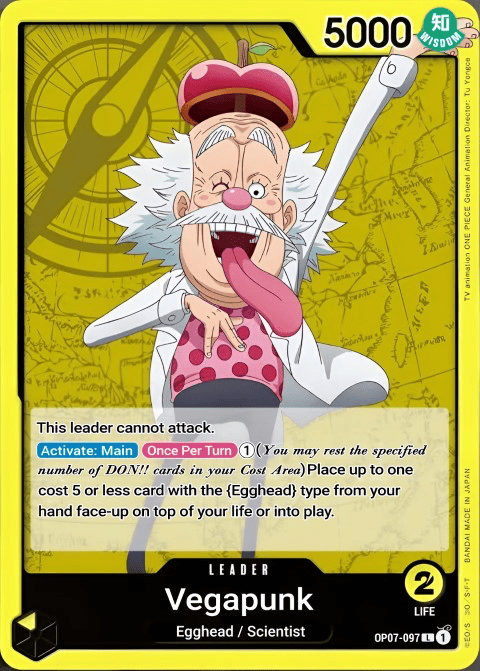 5000
知
WISDOM
TV animation ONE PIECE General Animation Director: Tu Yongce
This leader cannot attack.
Activate: Main Once Per Turn ① (You may rest the specified
number of DON!! cards in your Cost Area)Place up to one
cost 5 or less card with the {Egghead} type from your
hand face-up on top of your life or into play.
BANDAI MADE IN JAPAN
LEADER
Vegapunk
2
LIFE
Egghead / Scientist
OP07-097 L 1